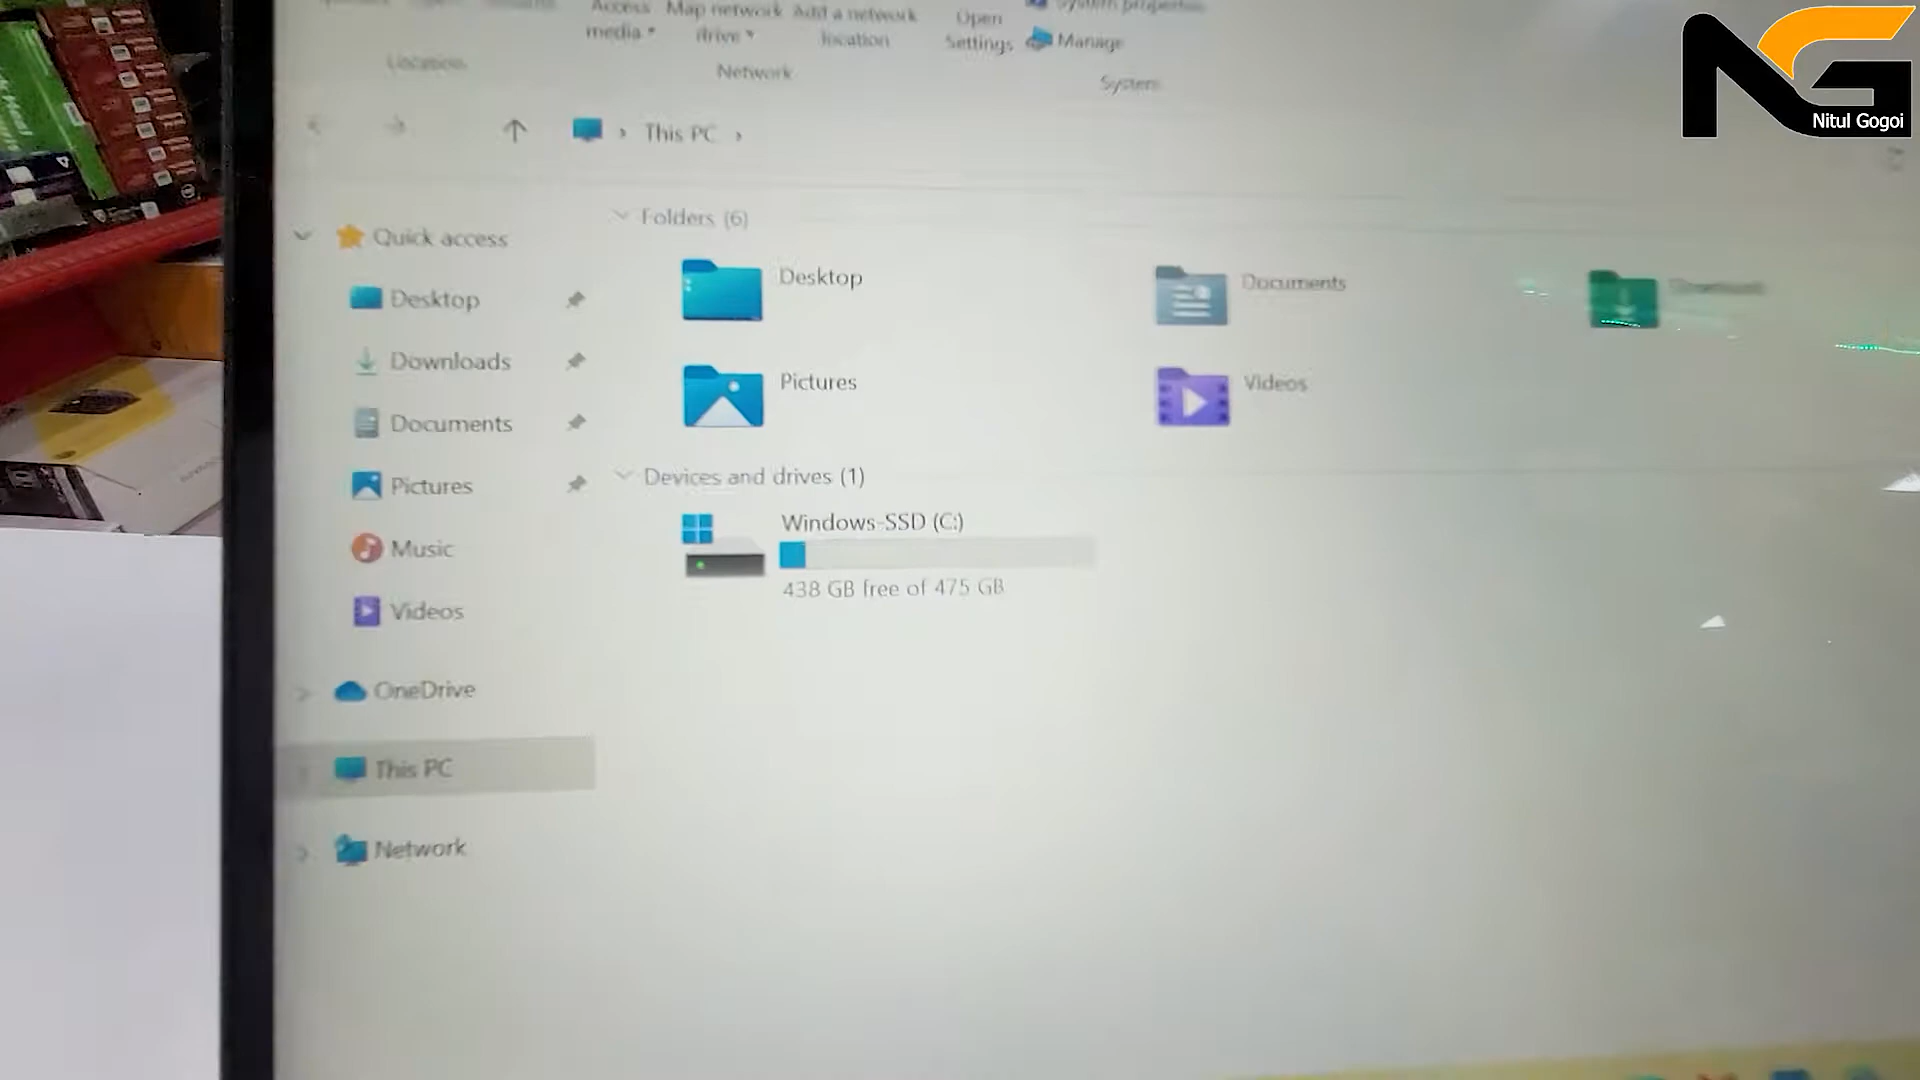 Access
media
Map network
drive
Add a network
location
Open
Settings
System properties
Manage
Location
Network
System
NG
Nitul Gogoi
This PC
Quick access
Desktop
Downloads
Documents
Pictures
Music
Videos
OneDrive
This PC
Network
Folders (6)
Desktop
Documents
Pictures
Videos
Devices and drives (1)
Windows-SSD (C:)
438 GB free of 475 GB